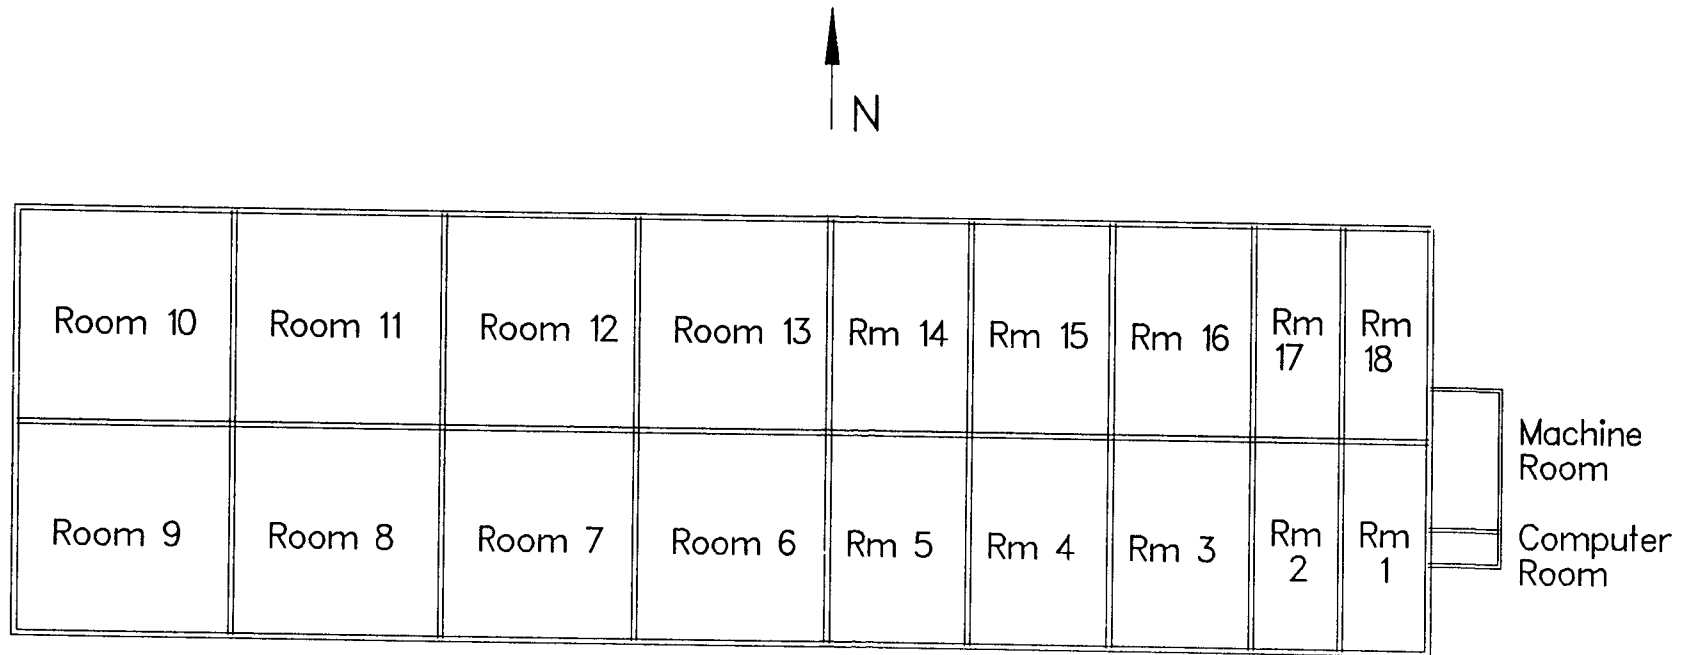 N
Room 10
Room 11
Room 12
Room 13
Rm 14
Rm 15
Rm 16
Rm
17
Rm
18
Machine
Room
Room 9
Room 8
Room 7
Room 6
Rm 5
Rm 4
Rm 3
Rm
2
Rm
1
Computer
Room